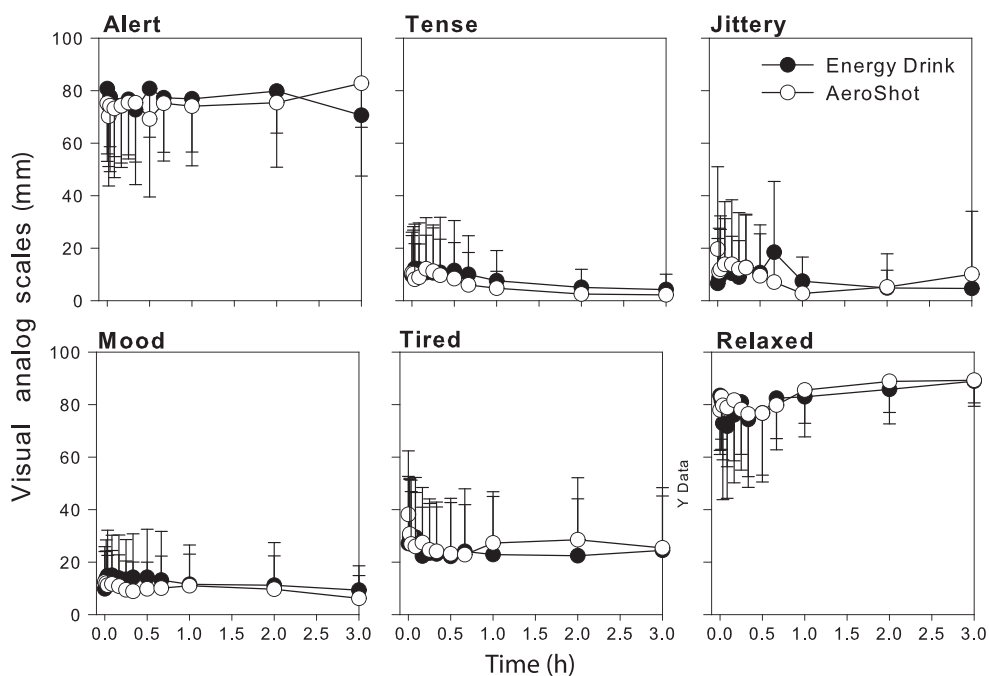 Alert
Tense
Jittery
100
80
60
40
20
0
Energy Drink
AeroShot
Visual analog scales (mm)
Mood
Tired
Relaxed
100
80
60
40
20
0
Y Data
0.0 0.5 1.0 1.5 2.0 2.5 3.0
0.0 0.5 1.0 1.5 2.0 2.5 3.0
0.0 0.5 1.0 1.5 2.0 2.5 3.0
Time (h)